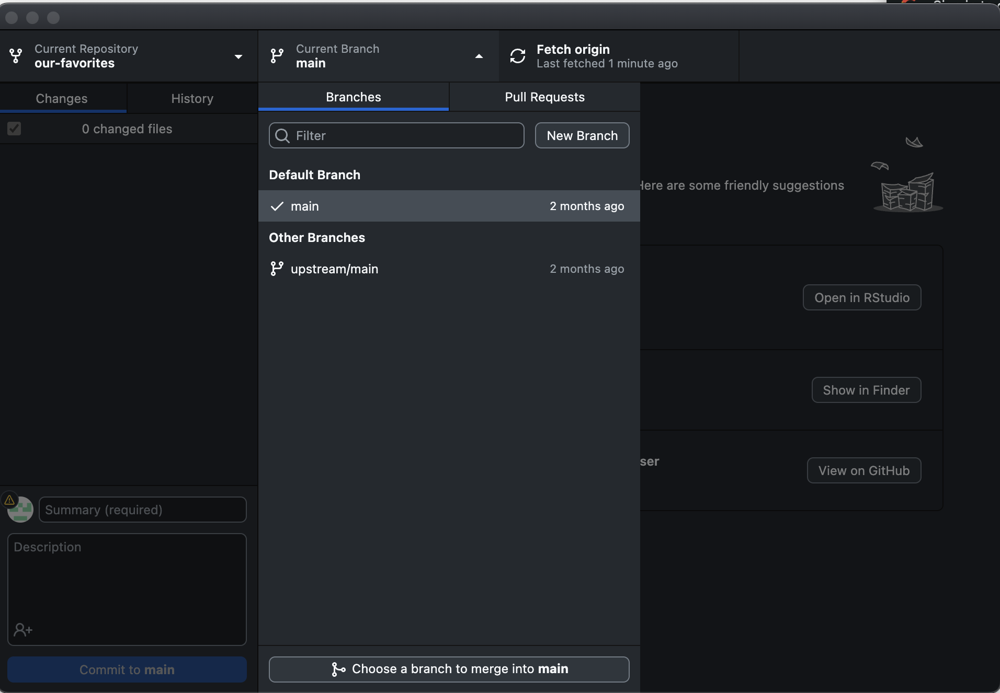 Current Repository
our-favorites
Current Branch
main
Fetch origin
Last fetched 1 minute ago
Changes
History
0 changed files
Branches
Pull Requests
Filter
New Branch
Default Branch
main
2 months ago
Other Branches
upstream/main
2 months ago
Here are some friendly suggestions
Open in RStudio
Show in Finder
ser
View on GitHub
Summary (required)
Description
Commit to main
Choose a branch to merge into main